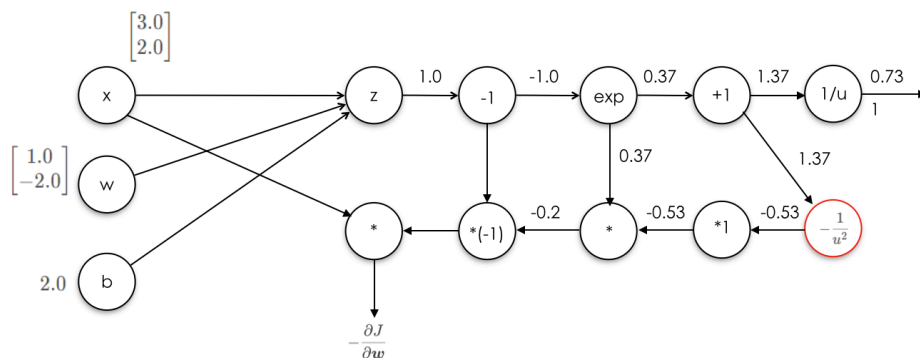 [3.0
2.0]
1.0
-1.0
0.37
1.37
0.73
x
z
-1
exp
+1
1/u
1
[1.0
−2.0]
w
0.37
1.37
-0.2
-0.53
-0.53
*
*(-1)
*
*1
−1/u²
2.0
b
−∂J/∂w